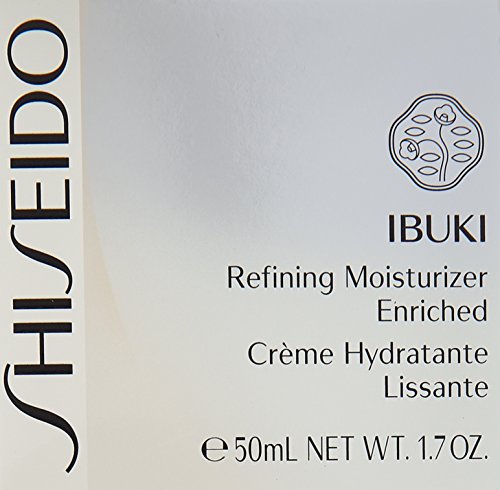 SHISEIDO
IBUKI
Refining Moisturizer
Enriched
Crème Hydratante
Lissante
℮50mL NET WT. 1.7 OZ.